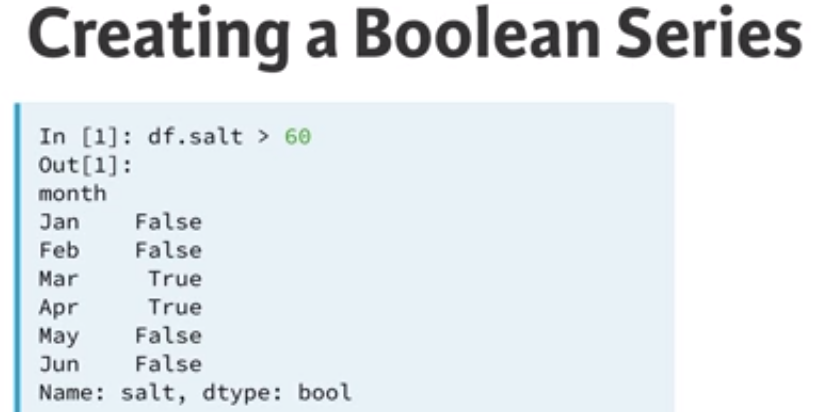 Creating a Boolean Series
In [1]: df.salt > 60
Out[1]:
month
Jan    False
Feb    False
Mar     True
Apr     True
May    False
Jun    False
Name: salt, dtype: bool